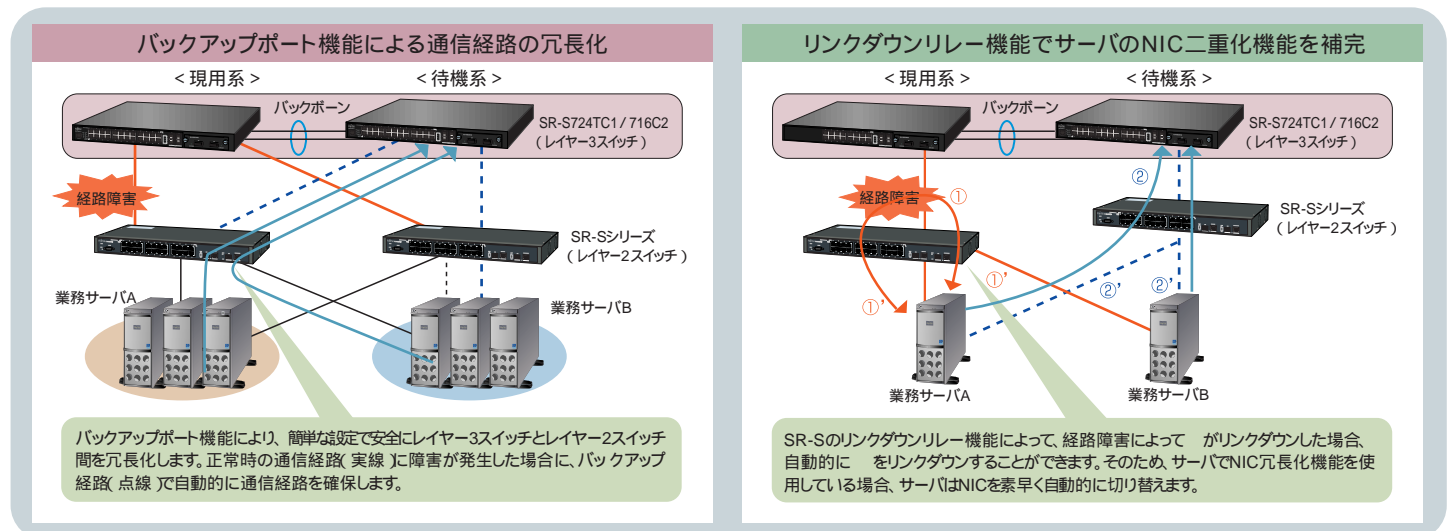 バックアップポート機能による通信経路の冗長化
＜現用系＞
＜待機系＞
バックボーン
SR-S724TC1 / 716C2
（レイヤー3スイッチ）
経路障害
SR-Sシリーズ
（レイヤー2スイッチ）
業務サーバA
業務サーバB
バックアップポート機能により、簡単な設定で安全にレイヤー3スイッチとレイヤー2スイッチ
間を冗長化します。正常時の通信経路(実線)に障害が発生した場合に、バックアップ
経路(点線)で自動的に通信経路を確保します。
リンクダウンリレー機能でサーバのNIC二重化機能を補完
＜現用系＞
＜待機系＞
バックボーン
SR-S724TC1 / 716C2
（レイヤー3スイッチ）
②
経路障害
①
SR-Sシリーズ
（レイヤー2スイッチ）
①'
②'
②'
①'
業務サーバA
業務サーバB
SR-Sのリンクダウンリレー機能によって、経路障害によって　がリンクダウンした場合、
自動的に　をリンクダウンすることができます。そのため、サーバでNIC冗長化機能を使
用している場合、サーバはNICを素早く自動的に切り替えます。